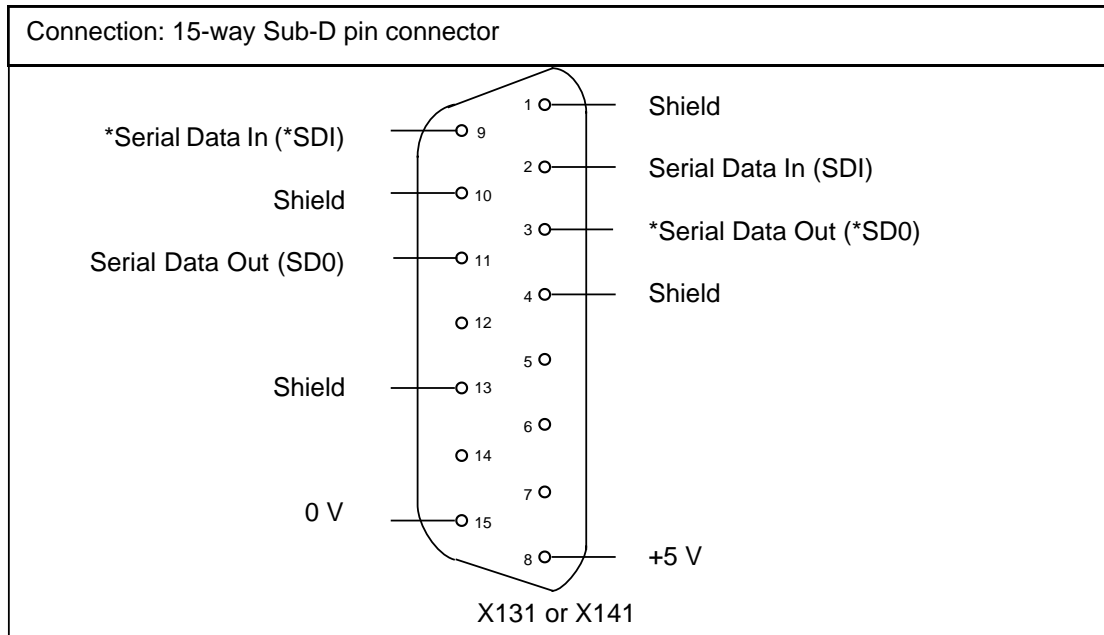 Connection: 15-way Sub-D pin connector
1
Shield
*Serial Data In (*SDI)
9
2
Serial Data In (SDI)
Shield
10
3
*Serial Data Out (*SD0)
Serial Data Out (SD0)
11
4
Shield
12
5
Shield
13
6
14
7
0 V
15
8
+5 V
X131 or X141